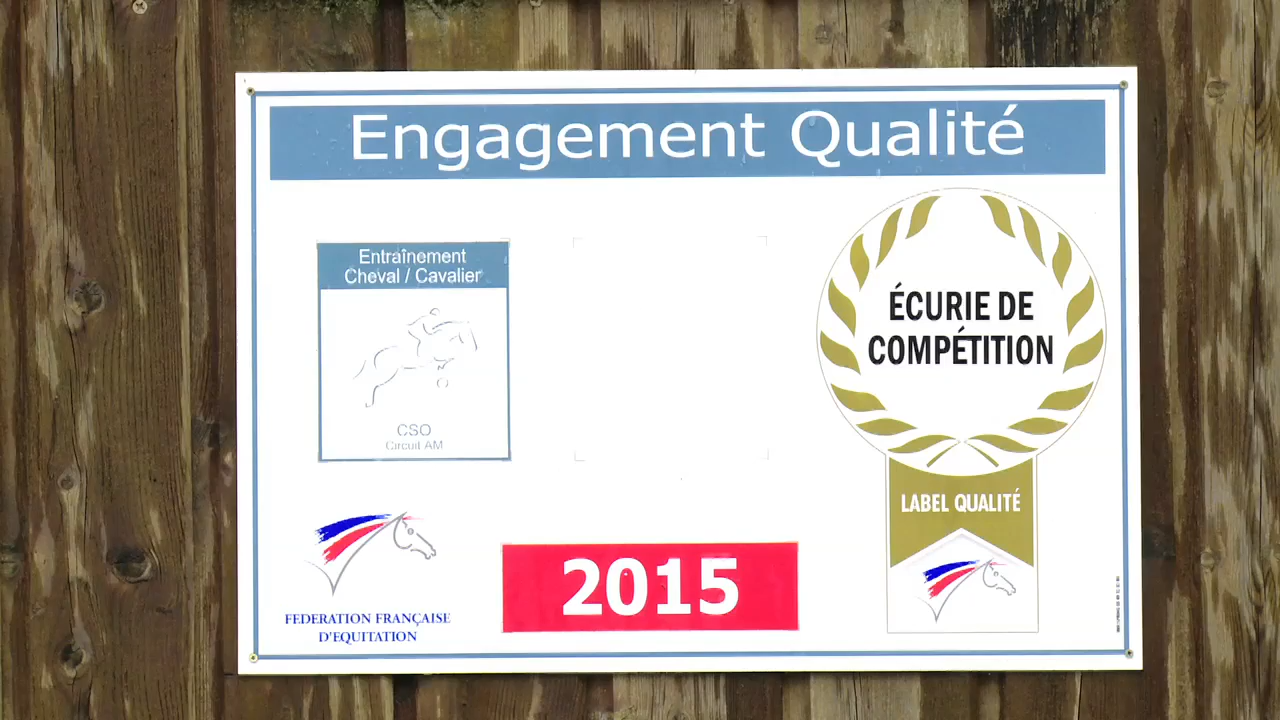 Engagement Qualité
Entraînement
Cheval / Cavalier
CSO
Circuit AM
ÉCURIE DE
COMPÉTITION
LABEL QUALITÉ
2015
FEDERATION FRANÇAISE
D'EQUITATION